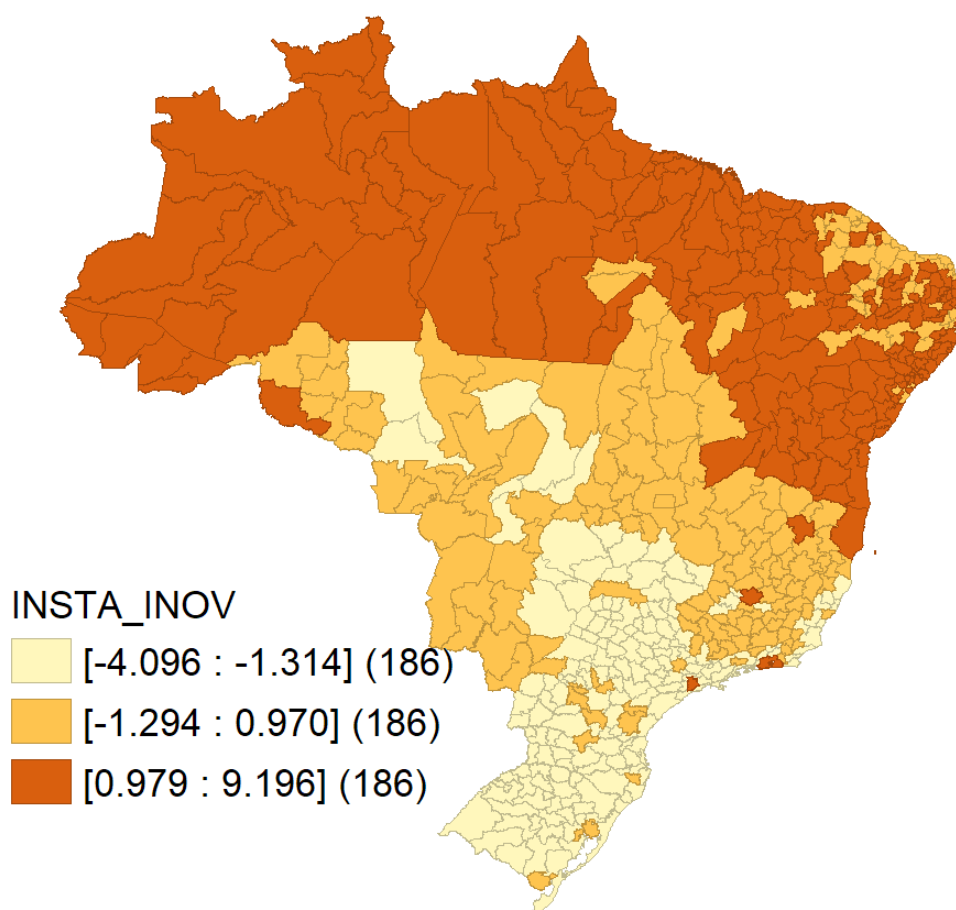 INSTA_INOV
[-4.096 : -1.314] (186)
[-1.294 : 0.970] (186)
[0.979 : 9.196] (186)